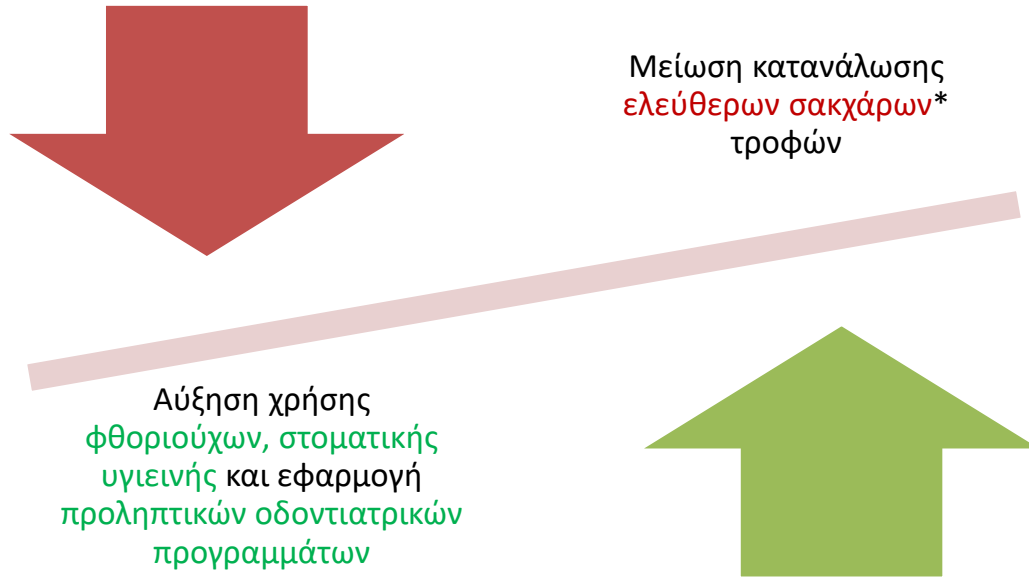 Μείωση κατανάλωσης
ελεύθερων σακχάρων*
τροφών
Αύξηση χρήσης
φθοριούχων, στοματικής
υγιεινής και εφαρμογή
προληπτικών οδοντιατρικών
προγραμμάτων